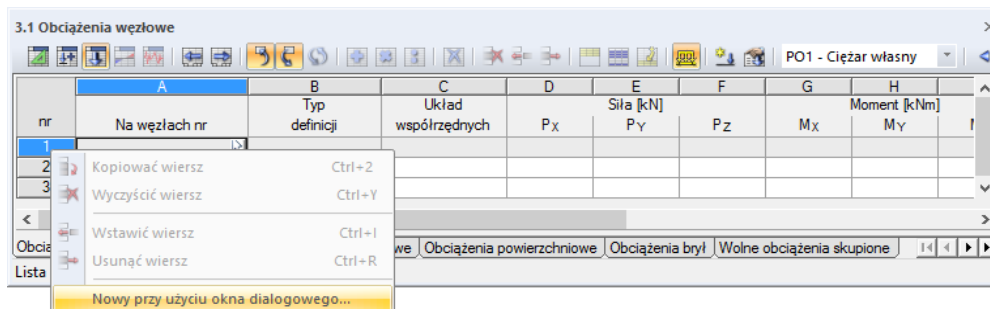 3.1 Obciążenia węzłowe
PO1 - Ciężar własny
A B C D E F G H
nr Na węzłach nr Typ definicji Układ współrzędnych Siła [kN] Moment [kNm]
PX PY PZ MX MY
1
2
3
Kopiować wiersz Ctrl+2
Wyczyścić wiersz Ctrl+Y
Wstawić wiersz Ctrl+I
Usunąć wiersz Ctrl+R
Nowy przy użyciu okna dialogowego...
Obcią we Obciążenia powierzchniowe Obciążenia brył Wolne obciążenia skupione
Lista